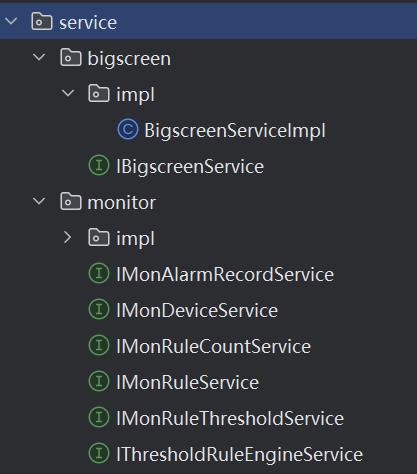 service
bigscreen
impl
C BigscreenServiceImpl
I IBigscreenService
monitor
impl
I IMonAlarmRecordService
I IMonDeviceService
I IMonRuleCountService
I IMonRuleService
I IMonRuleThresholdService
I IThresholdRuleEngineService